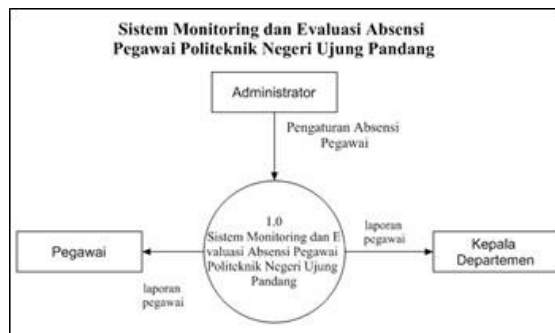 Sistem Monitoring dan Evaluasi Absensi
Pegawai Politeknik Negeri Ujung Pandang
Administrator
Pengaturan Absensi
Pegawai
1.0
Sistem Monitoring dan E
valuasi Absensi Pegawai
Politeknik Negeri Ujung
Pandang
Pegawai
laporan
pegawai
laporan
pegawai
Kepala
Departemen